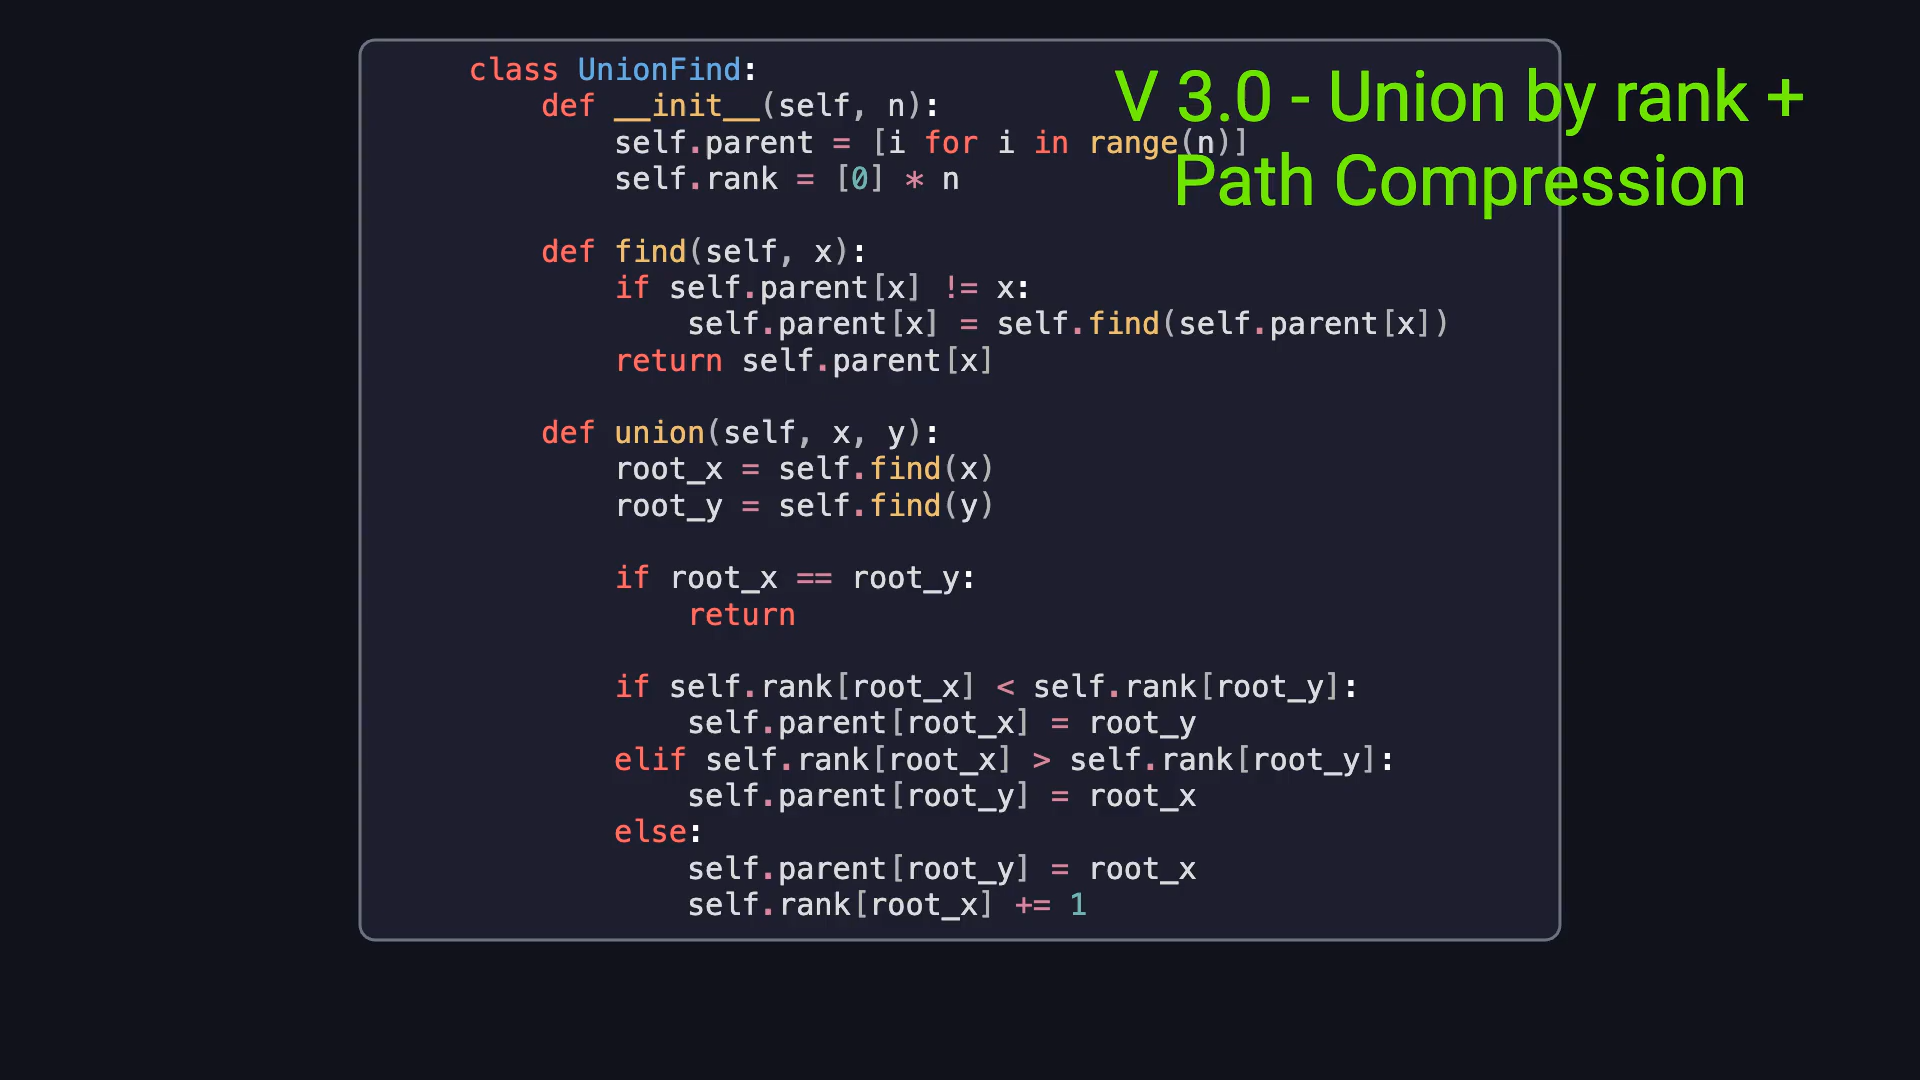 class UnionFind:
    def __init__(self, n):
        self.parent = [i for i in range(n)]
        self.rank = [0] * n

    def find(self, x):
        if self.parent[x] != x:
            self.parent[x] = self.find(self.parent[x])
        return self.parent[x]

    def union(self, x, y):
        root_x = self.find(x)
        root_y = self.find(y)

        if root_x == root_y:
            return

        if self.rank[root_x] < self.rank[root_y]:
            self.parent[root_x] = root_y
        elif self.rank[root_x] > self.rank[root_y]:
            self.parent[root_y] = root_x
        else:
            self.parent[root_y] = root_x
            self.rank[root_x] += 1
V 3.0 - Union by rank +
Path Compression